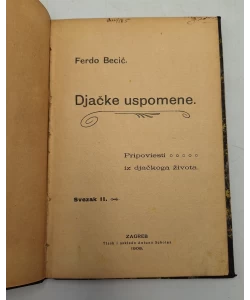 Ferdo Becić.
Djačke uspomene.
Pripoviesti
iz djačkoga života.
Svezak II.
ZAGREB